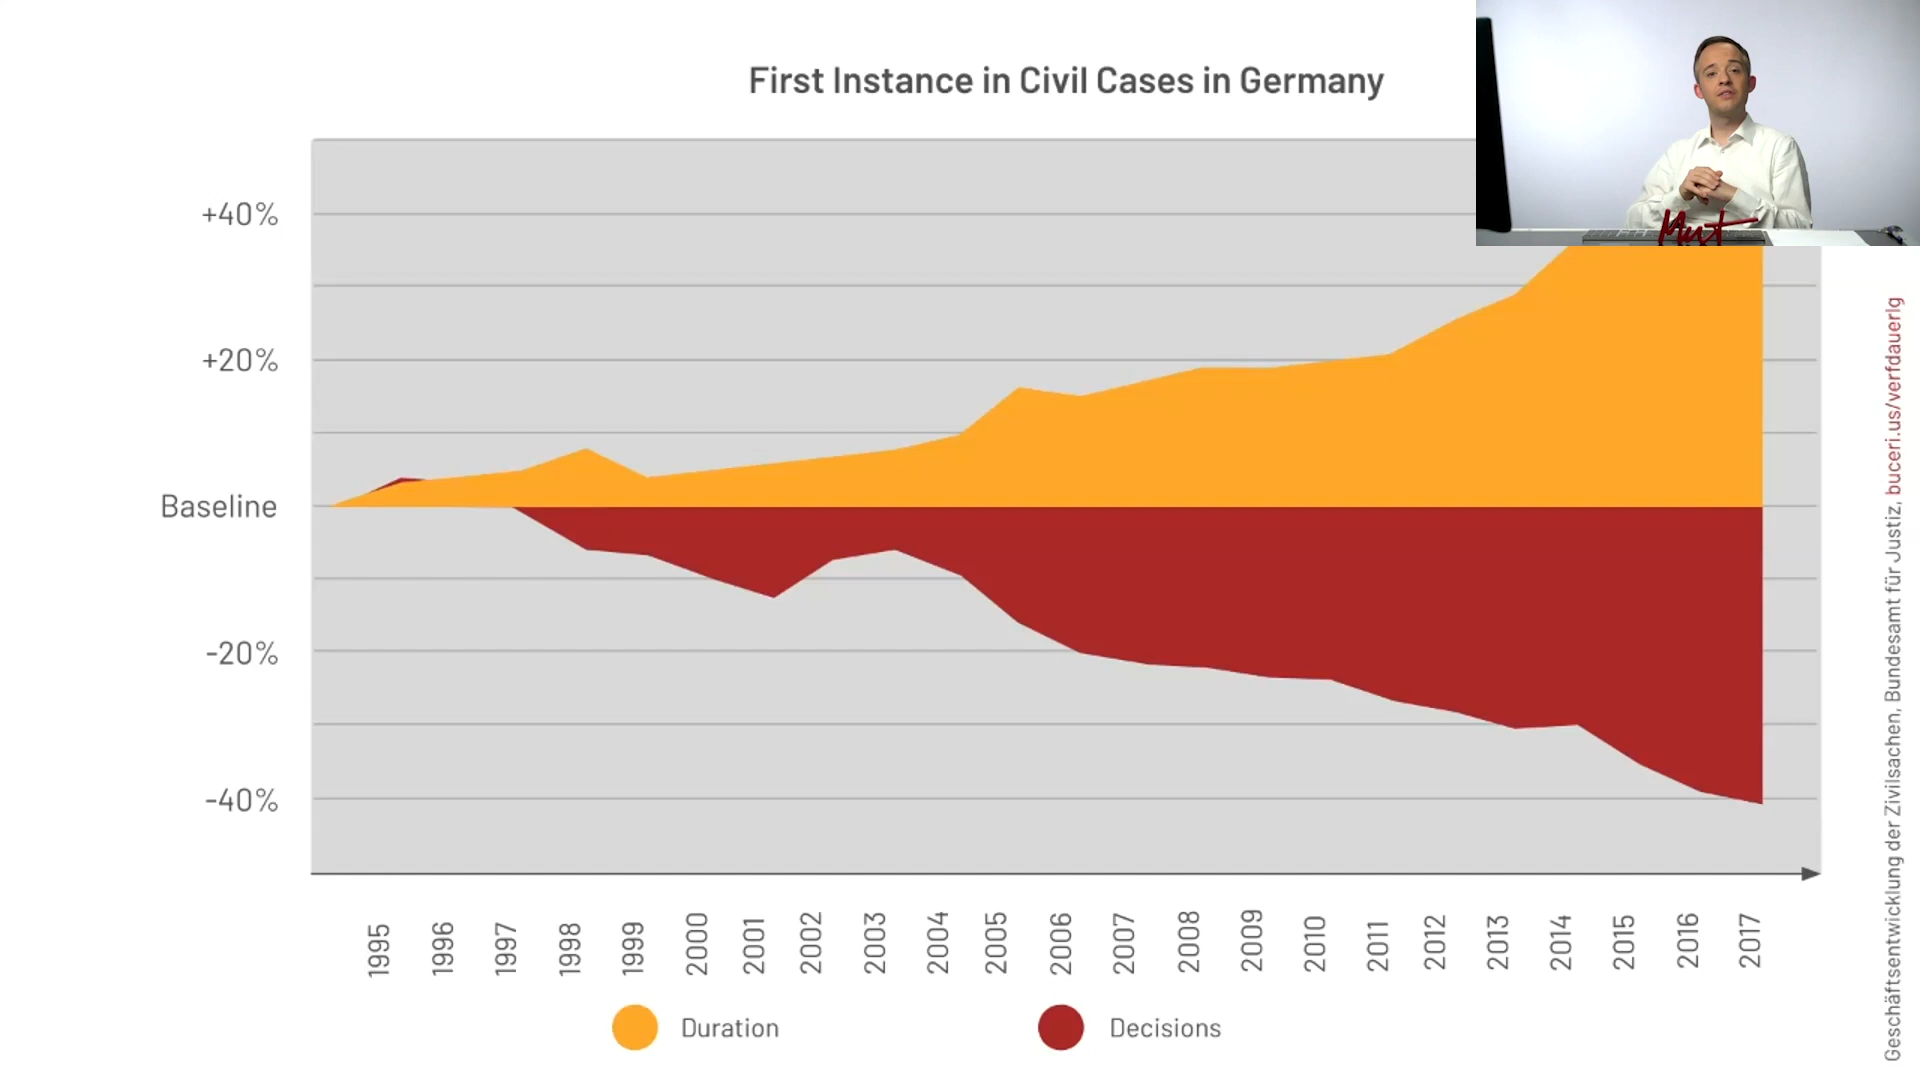 First Instance in Civil Cases in Germany
+40%
+20%
Baseline
-20%
-40%
1995 1996 1997 1998 1999 2000 2001 2002 2003 2004 2005 2006 2007 2008 2009 2010 2011 2012 2013 2014 2015 2016 2017
Duration Decisions
Geschäftsentwicklung der Zivilsachen, Bundesamt für Justiz, buceri.us/verfdauerlg